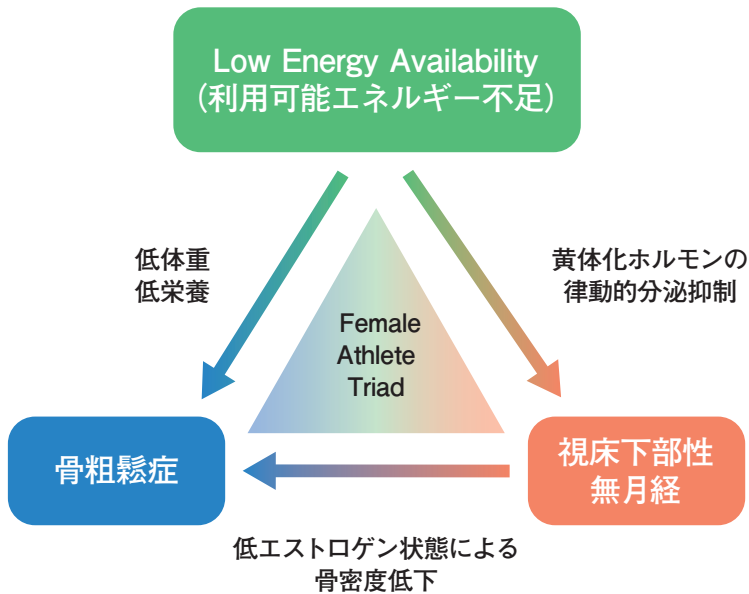 Low Energy Availability
(利用可能エネルギー不足)
低体重
低栄養
黄体化ホルモンの
律動的分泌抑制
Female
Athlete
Triad
骨粗鬆症
視床下部性
無月経
低エストロゲン状態による
骨密度低下